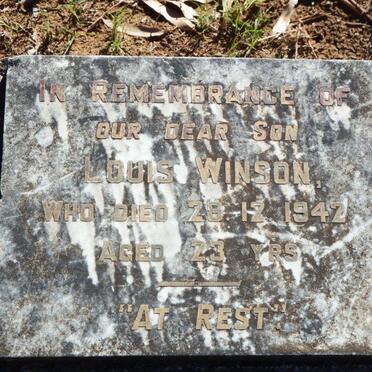 In Remembrance of
our dear Son
Louis Winson,
Who Died 28·12·1942
Aged 23 Yrs
"At Rest".